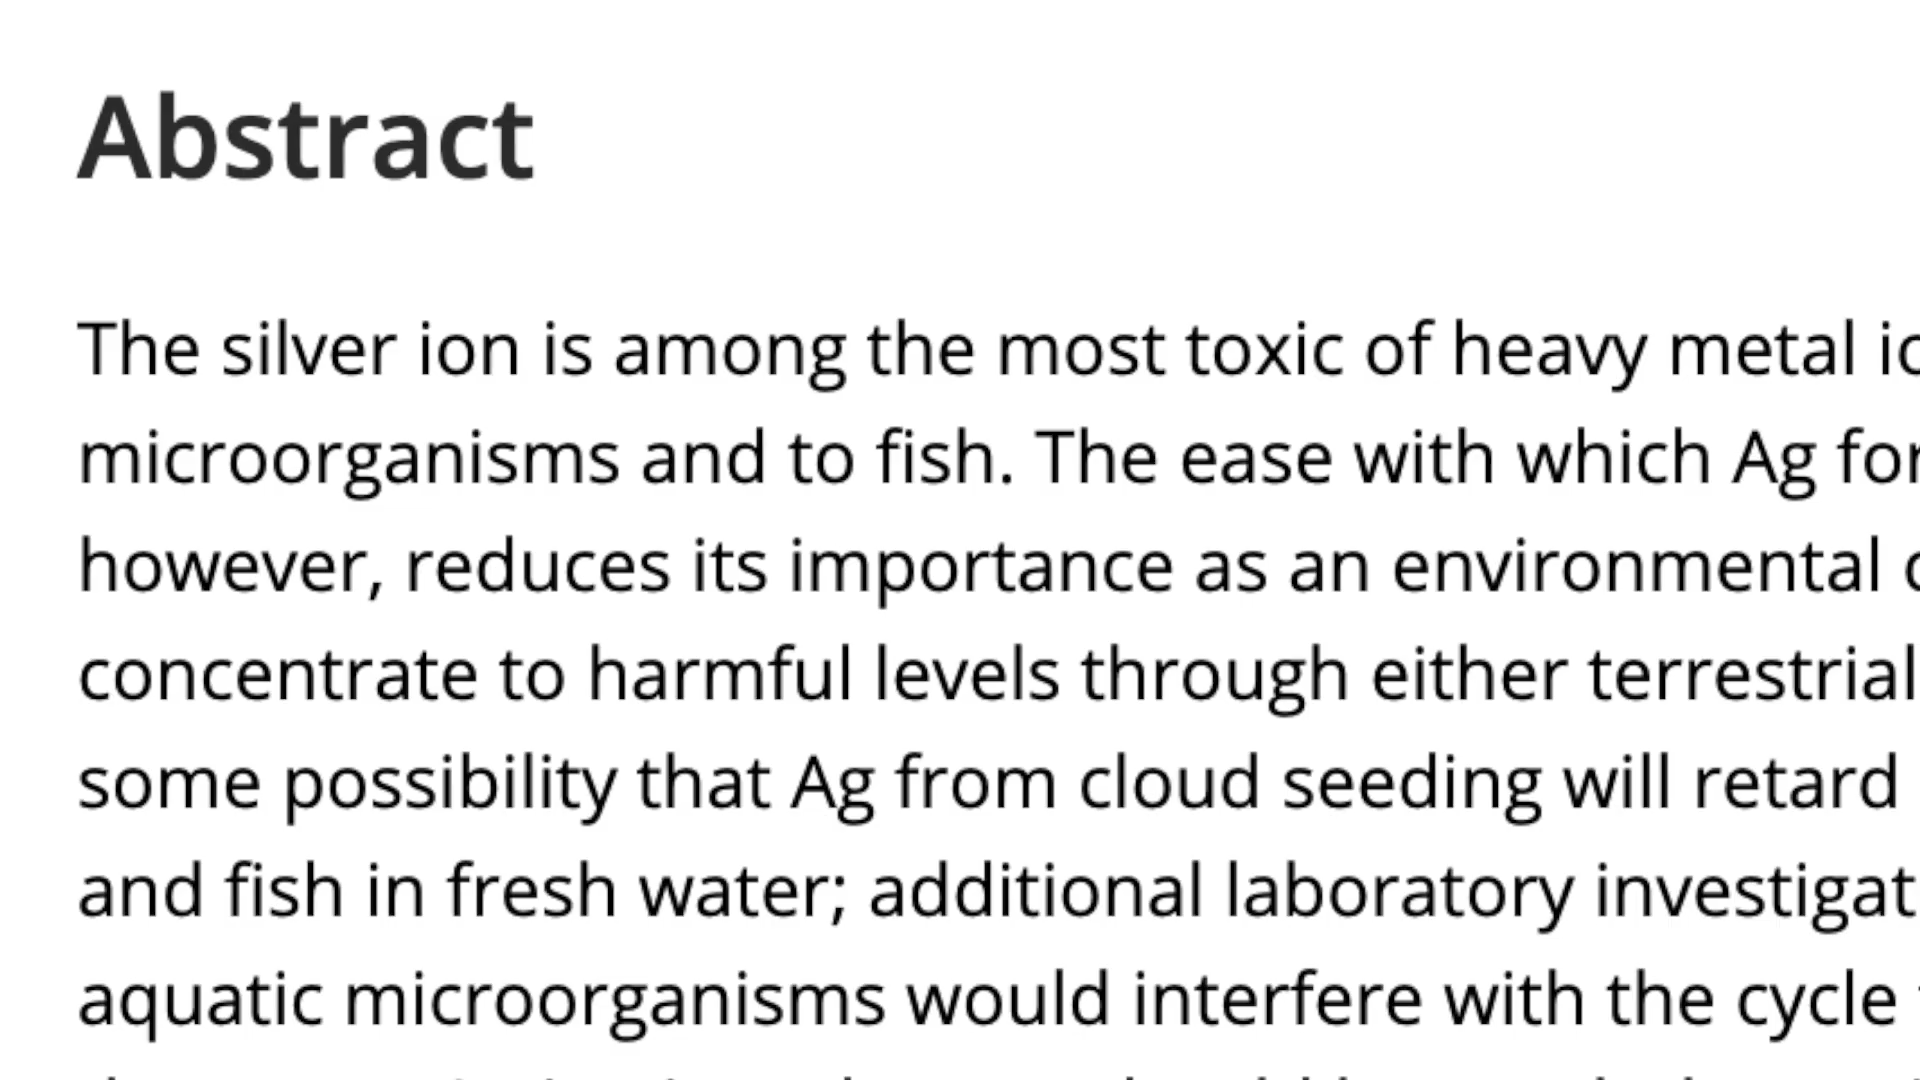 Abstract
The silver ion is among the most toxic of heavy metal
microorganisms and to fish. The ease with which Ag
however, reduces its importance as an environmental
concentrate to harmful levels through either terrestrial
some possibility that Ag from cloud seeding will retard
and fish in fresh water; additional laboratory
aquatic microorganisms would interfere with the cycle